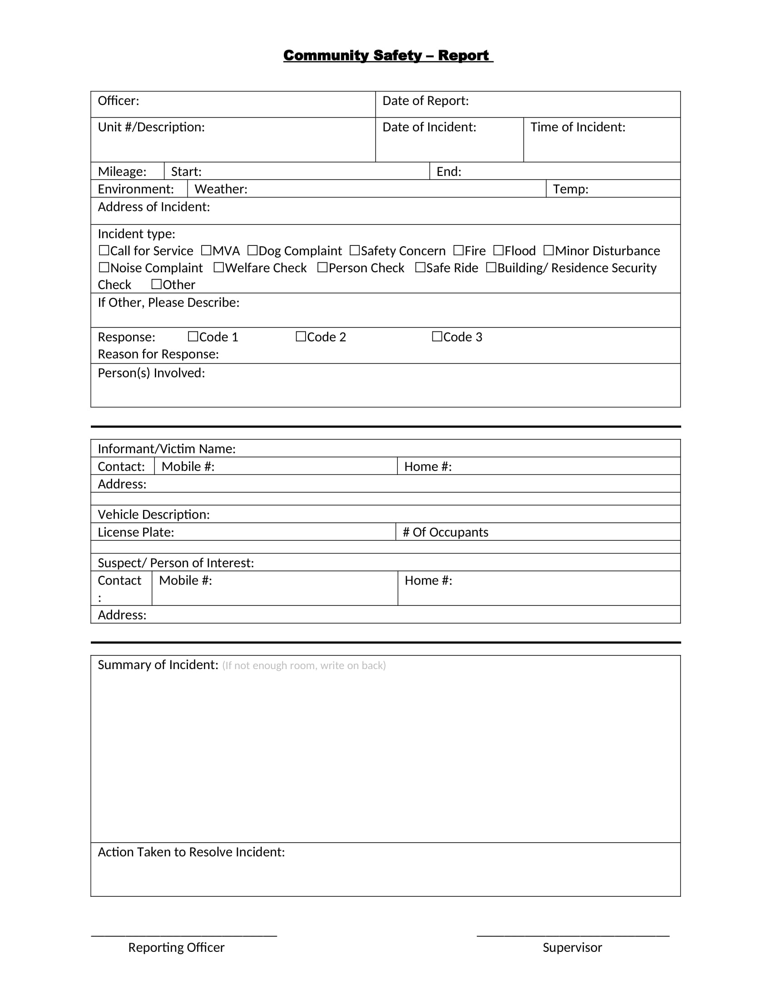 Community Safety – Report
Officer: Date of Report:
Unit #/Description: Date of Incident: Time of Incident:
Mileage: Start: End:
Environment: Weather: Temp:
Address of Incident:
Incident type:
☐Call for Service ☐MVA ☐Dog Complaint ☐Safety Concern ☐Fire ☐Flood ☐Minor Disturbance
☐Noise Complaint ☐Welfare Check ☐Person Check ☐Safe Ride ☐Building/ Residence Security
Check ☐Other
If Other, Please Describe:
Response: ☐Code 1 ☐Code 2 ☐Code 3
Reason for Response:
Person(s) Involved:
Informant/Victim Name:
Contact: Mobile #: Home #:
Address:
Vehicle Description:
License Plate: # Of Occupants
Suspect/ Person of Interest:
Contact Mobile #: Home #:
:
Address:
Summary of Incident: (If not enough room, write on back)
Action Taken to Resolve Incident:
Reporting Officer Supervisor